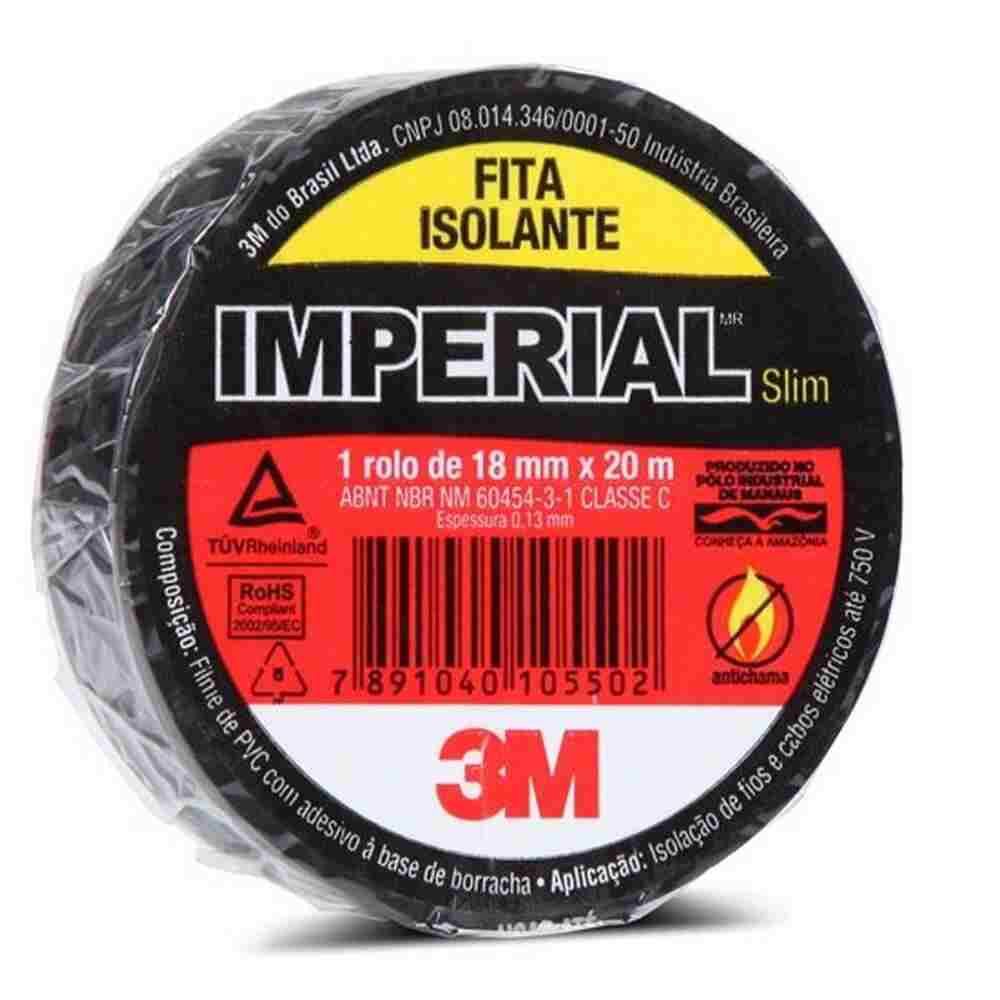 3M do Brasil Ltda. CNPJ 08.014.346/0001-50 Indústria Brasileira
FITA
ISOLANTE
IMPERIAL MR
Slim
1 rolo de 18 mm x 20 m
ABNT NBR NM 60454-3-1 CLASSE C
Espessura 0,13 mm
TÜVRheinland ®
PRODUZIDO NO
PÓLO INDUSTRIAL
DE MANAUS
CONHEÇA A AMAZÔNIA
RoHS
Compliant
2002/95/EC
6
7 891040 105502
antichama
3M
Composição: Filme de PVC com adesivo à base de borracha • Aplicação: Isolação de fios e cabos elétricos até 750 V